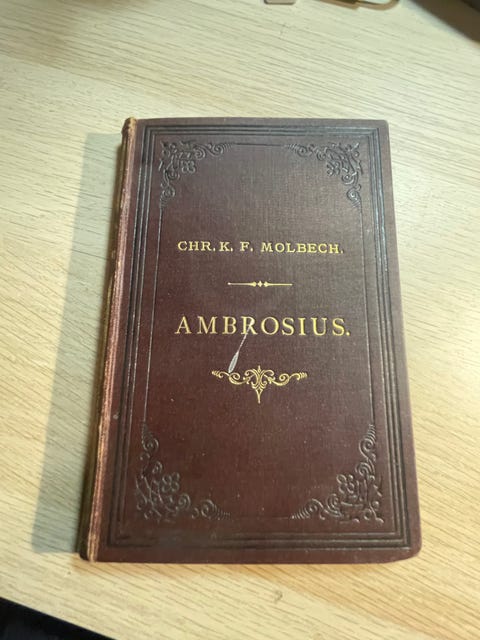 CHR. K. F. MOLBECH.
AMBROSIUS.